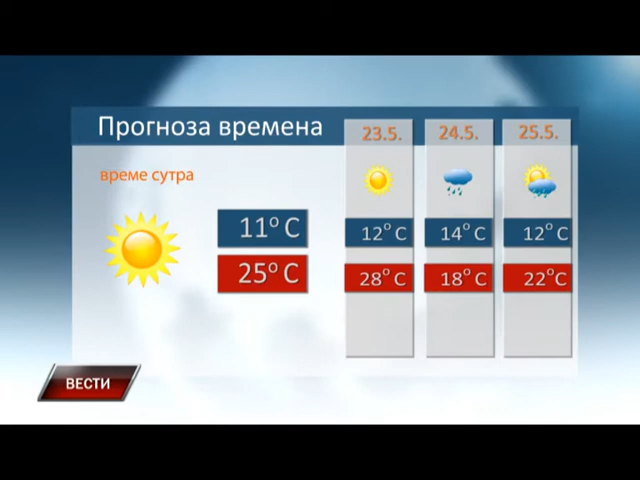 Прогноза времена
време сутра
11° C
25° C
23.5.
12° C
28° C
24.5.
14° C
18° C
25.5.
12° C
22°C
ВЕСТИ